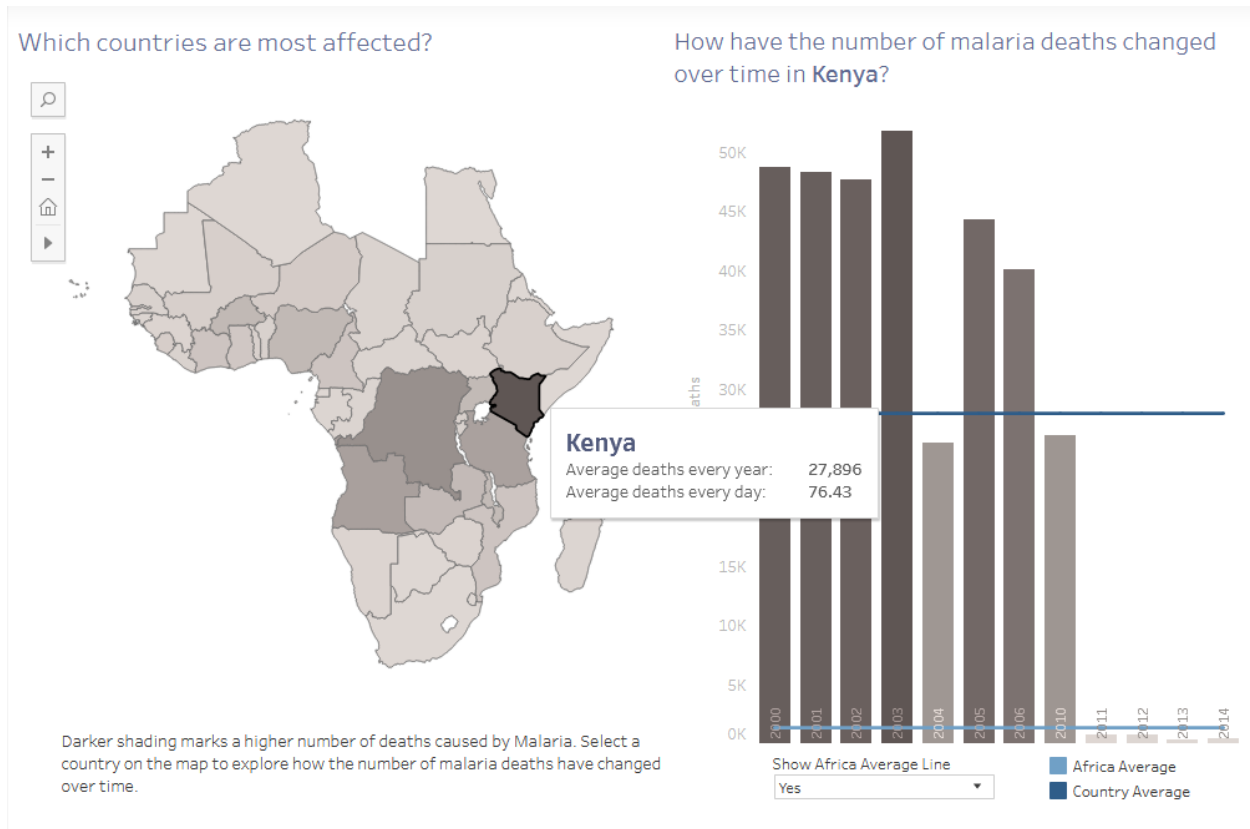 Which countries are most affected?
How have the number of malaria deaths changed
over time in Kenya?
50K
45K
40K
35K
30K
Kenya
Average deaths every year: 27,896
Average deaths every day: 76.43
15K
10K
5K
0K
2000 2001 2002 2003 2004 2005 2006 2010 2011 2012 2013 2014
Darker shading marks a higher number of deaths caused by Malaria. Select a
country on the map to explore how the number of malaria deaths have changed
over time.
Show Africa Average Line
Yes
Africa Average
Country Average